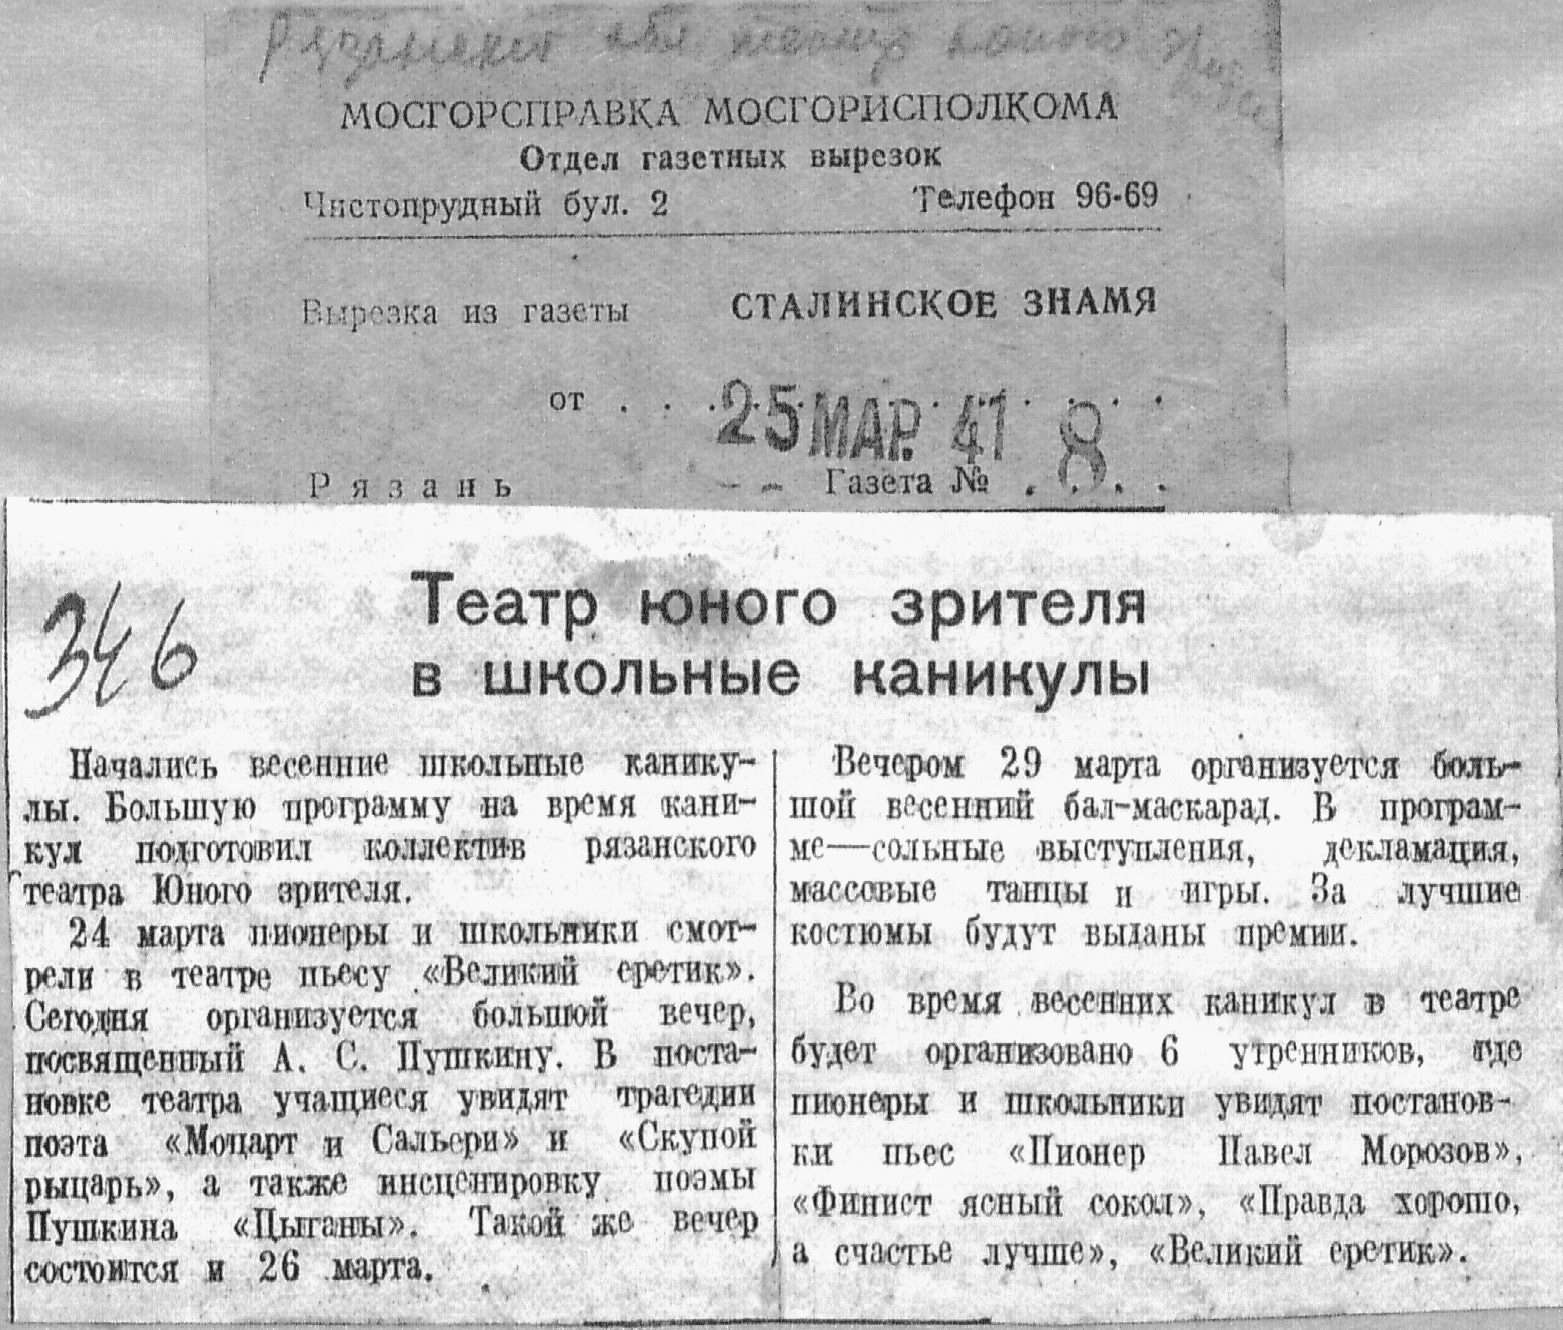 МОСГОРСПРАВКА МОСГОРИСПОЛКОМА
Отдел газетных вырезок
Чистопрудный бул. 2 Телефон 96-69
Вырезка из газеты СТАЛИНСКОЕ ЗНАМЯ
от . . . 25 МАР. 41 8
Рязань Газета № . . . .
346
Театр юного зрителя
в школьные каникулы
Начались весенние школьные канику-
лы. Большую программу на время кани-
кул подготовил коллектив рязанского
театра Юного зрителя.
24 марта пионеры и школьники смот-
рели в театре пьесу «Великий еретик».
Сегодня организуется большой вечер,
посвященный А. С. Пушкину. В поста-
новке театра учащиеся увидят трагедии
поэта «Моцарт и Сальери» и «Скупой
рыцарь», а также инсценировку поэмы
Пушкина «Цыганы». Такой же вечер
состоится и 26 марта.
Вечером 29 марта организуется боль-
шой весенний бал-маскарад. В програм-
ме—сольные выступления, декламация,
массовые танцы и игры. За лучшие
костюмы будут выданы премии.
Во время весенних каникул в театре
будет организовано 6 утренников, где
пионеры и школьники увидят постанов-
ки пьес «Пионер Павел Морозов»,
«Финист ясный сокол», «Правда хорошо,
а счастье лучше», «Великий еретик».